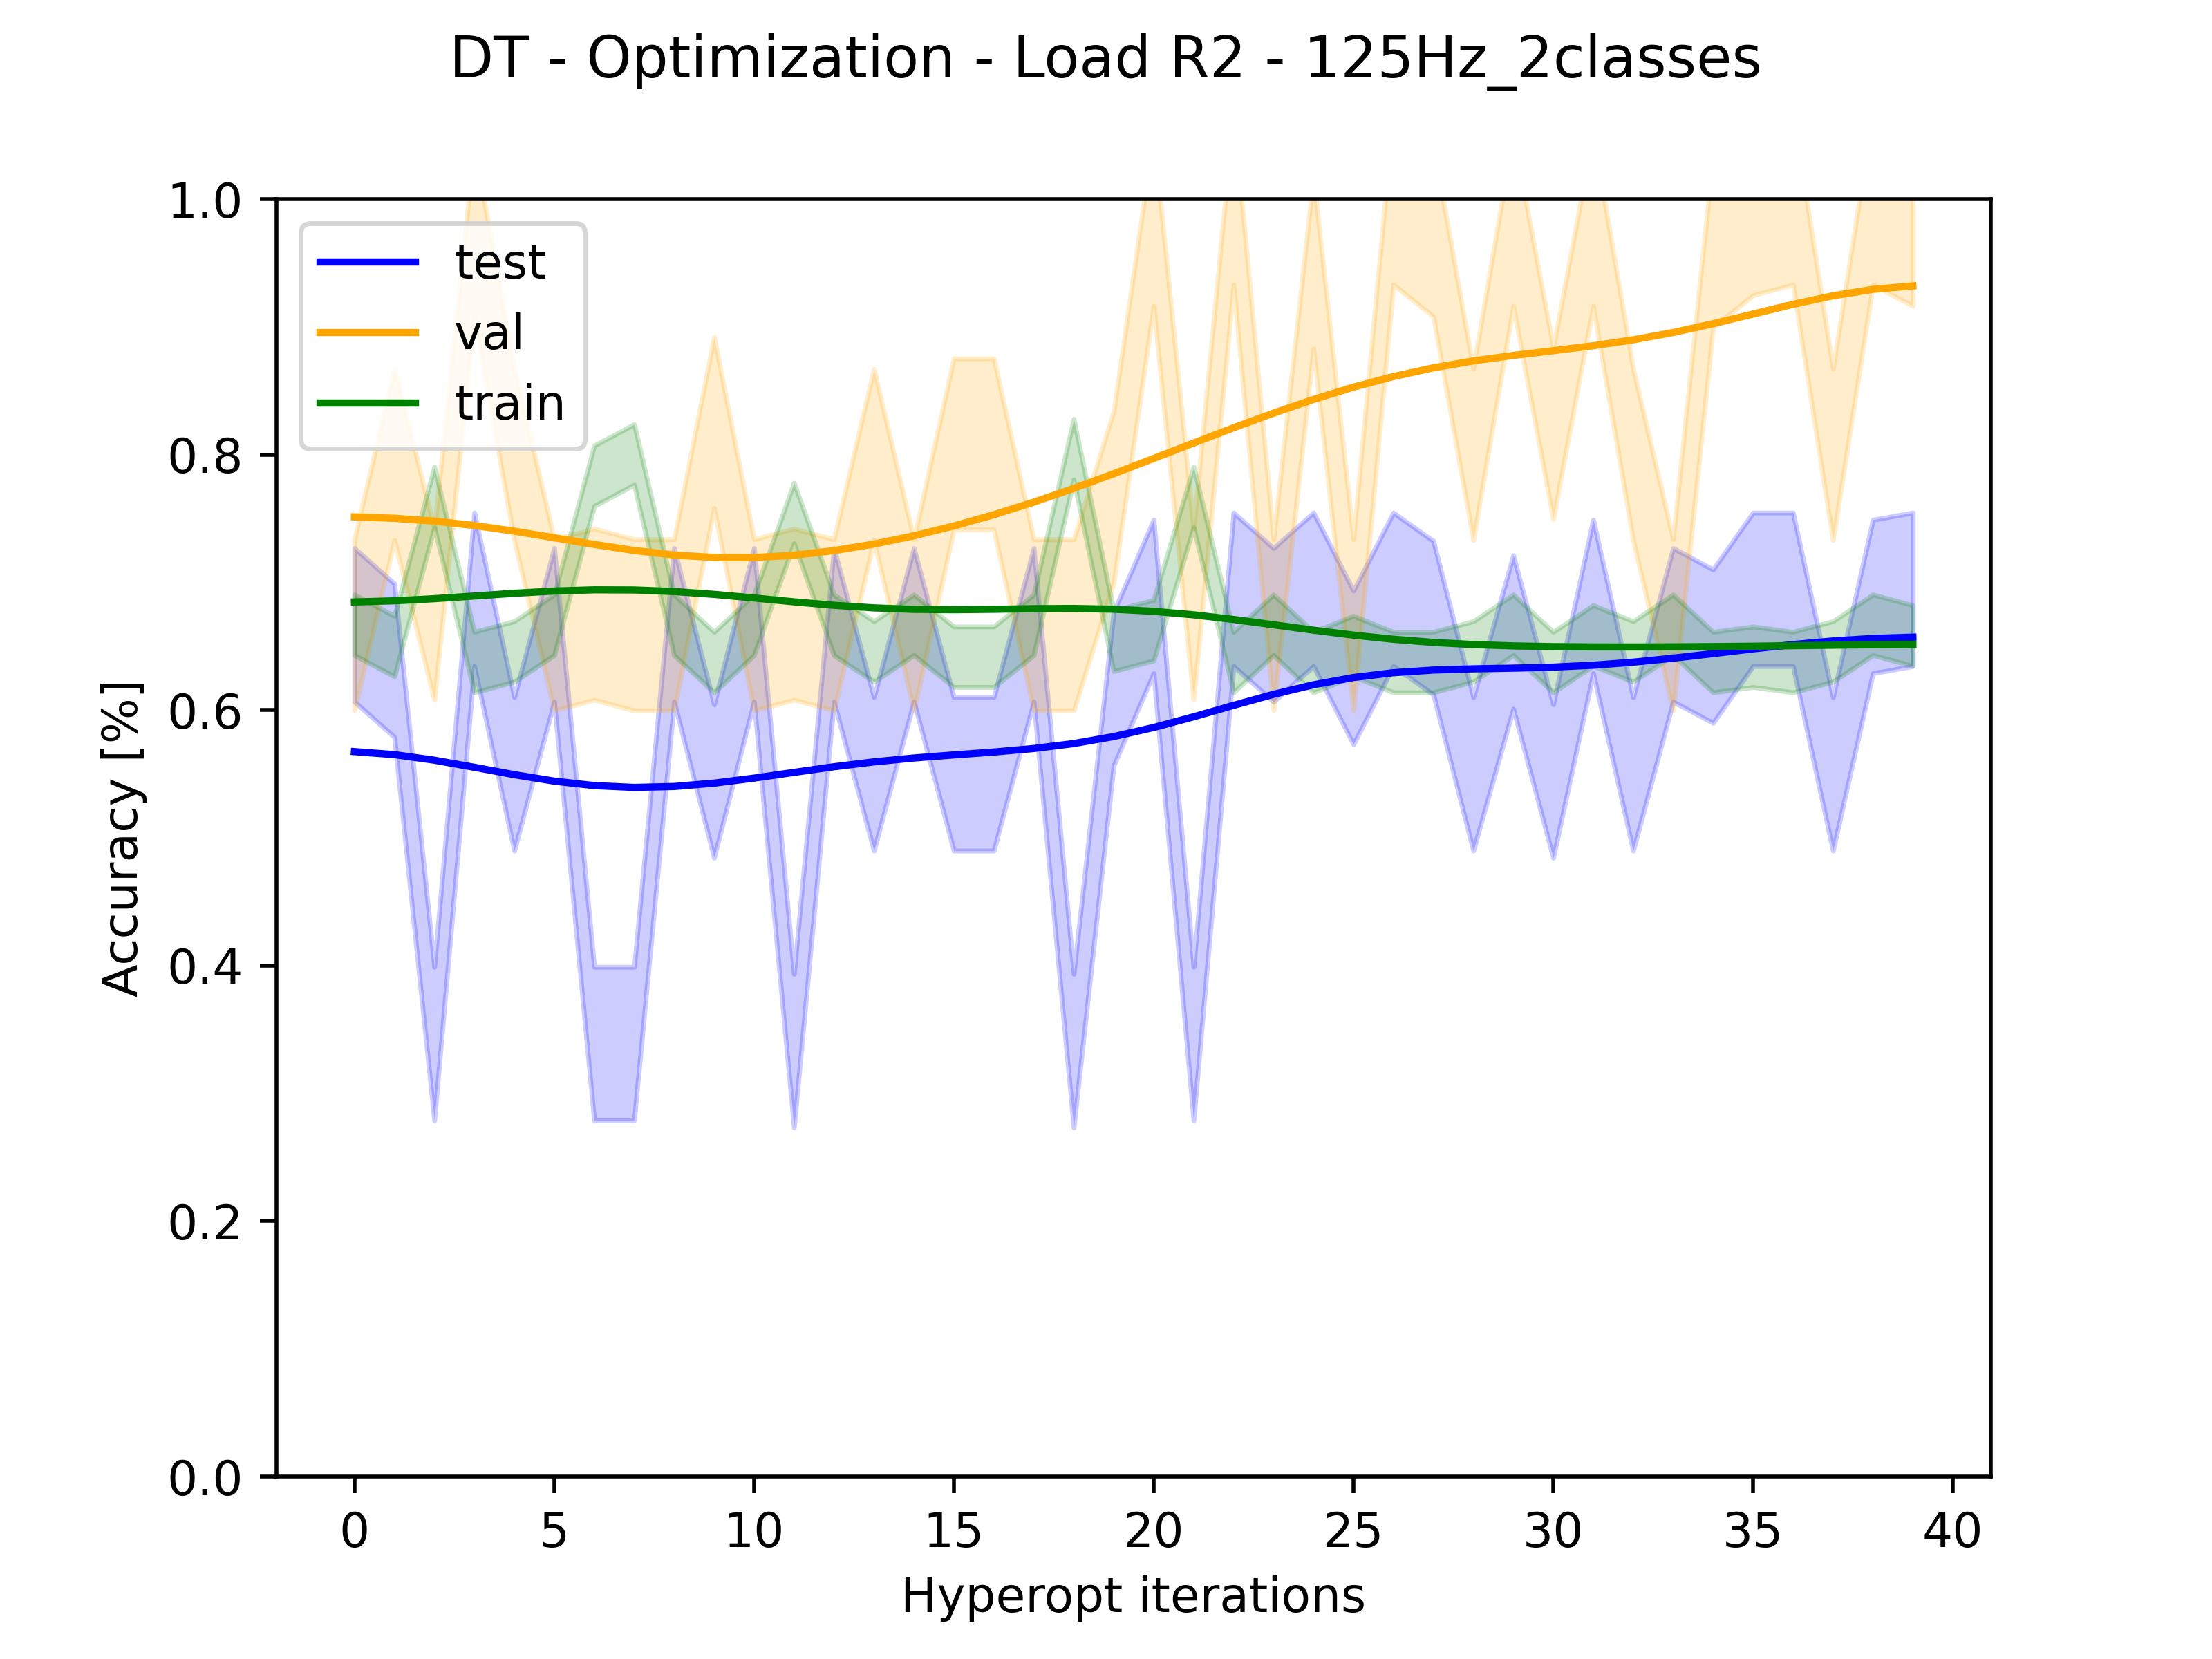 DT - Optimization - Load R2 - 125Hz_2classes
1.0
0.8
0.6
0.4
0.2
0.0
Accuracy [%]
test
val
train
0 5 10 15 20 25 30 35 40
Hyperopt iterations